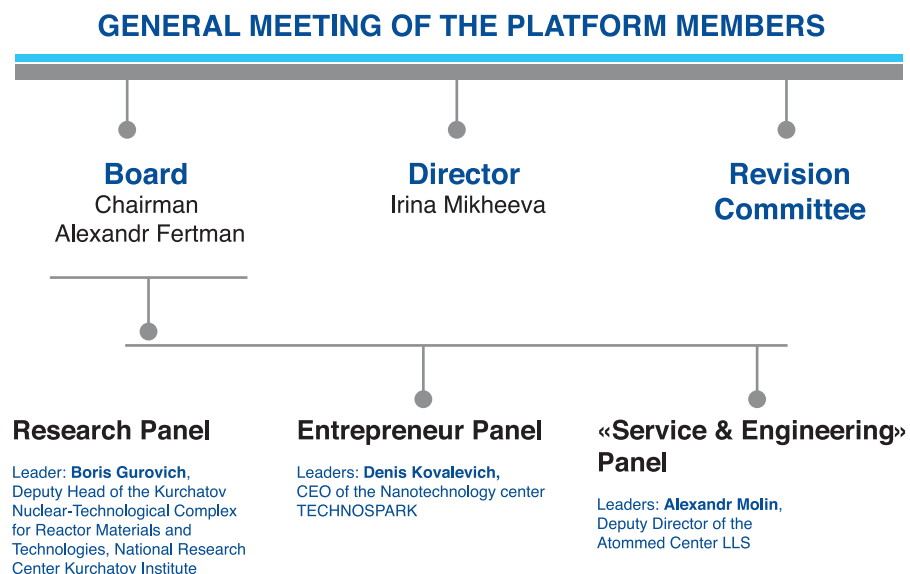 GENERAL MEETING OF THE PLATFORM MEMBERS
Board
Chairman
Alexandr Fertman
Director
Irina Mikheeva
Revision
Committee
Research Panel
Leader: Boris Gurovich,
Deputy Head of the Kurchatov
Nuclear-Technological Complex
for Reactor Materials and
Technologies, National Research
Center Kurchatov Institute
Entrepreneur Panel
Leaders: Denis Kovalevich,
CEO of the Nanotechnology center
TECHNOSPARK
«Service & Engineering»
Panel
Leaders: Alexandr Molin,
Deputy Director of the
Atommed Center LLS